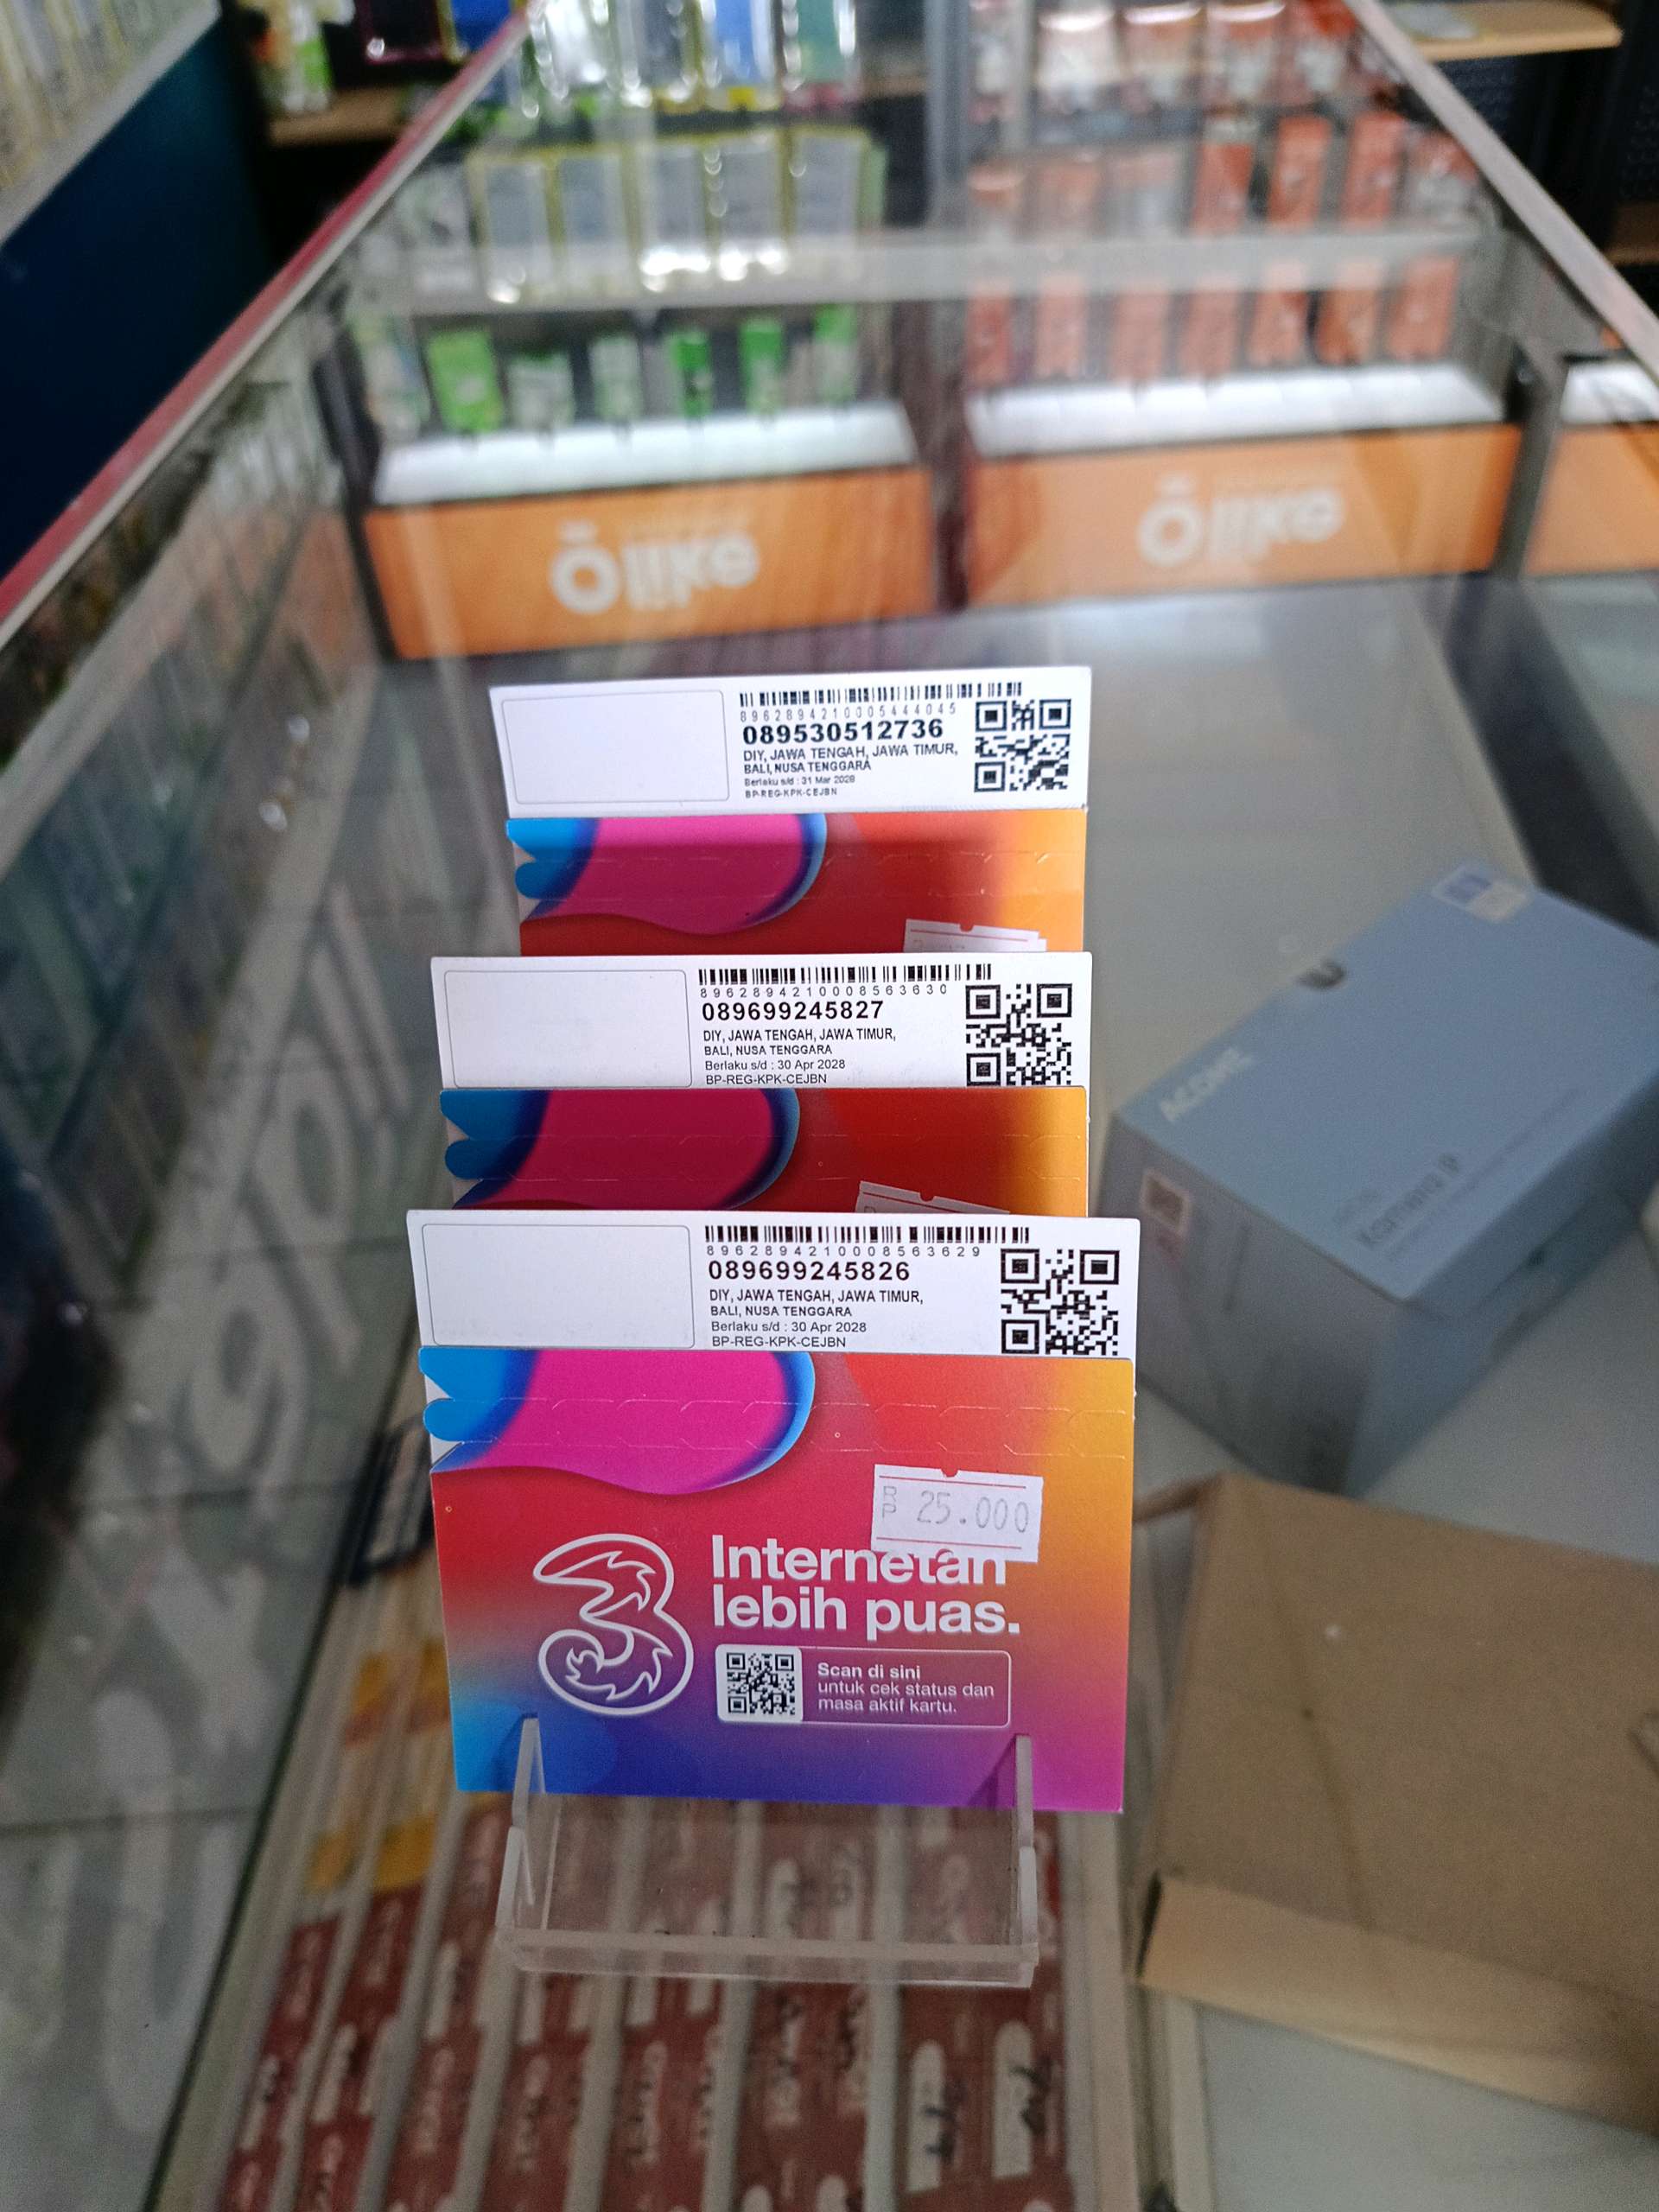 Ö like
Ö like
8962894210005444045
089530512736
DIY, JAWA TENGAH, JAWA TIMUR,
BALI, NUSA TENGGARA
Berlaku s/d : 31 Mar 2028
BP-REG-KPK-CEJBN
8962894210008563630
089699245827
DIY, JAWA TENGAH, JAWA TIMUR,
BALI, NUSA TENGGARA
Berlaku s/d : 30 Apr 2028
BP-REG-KPK-CEJBN
ACOME
Kamera IP
8962894210008563629
089699245826
DIY, JAWA TENGAH, JAWA TIMUR,
BALI, NUSA TENGGARA
Berlaku s/d : 30 Apr 2028
BP-REG-KPK-CEJBN
RP 25.000
3
Internetan
lebih puas.
Scan di sini
untuk cek status dan
masa aktif kartu.